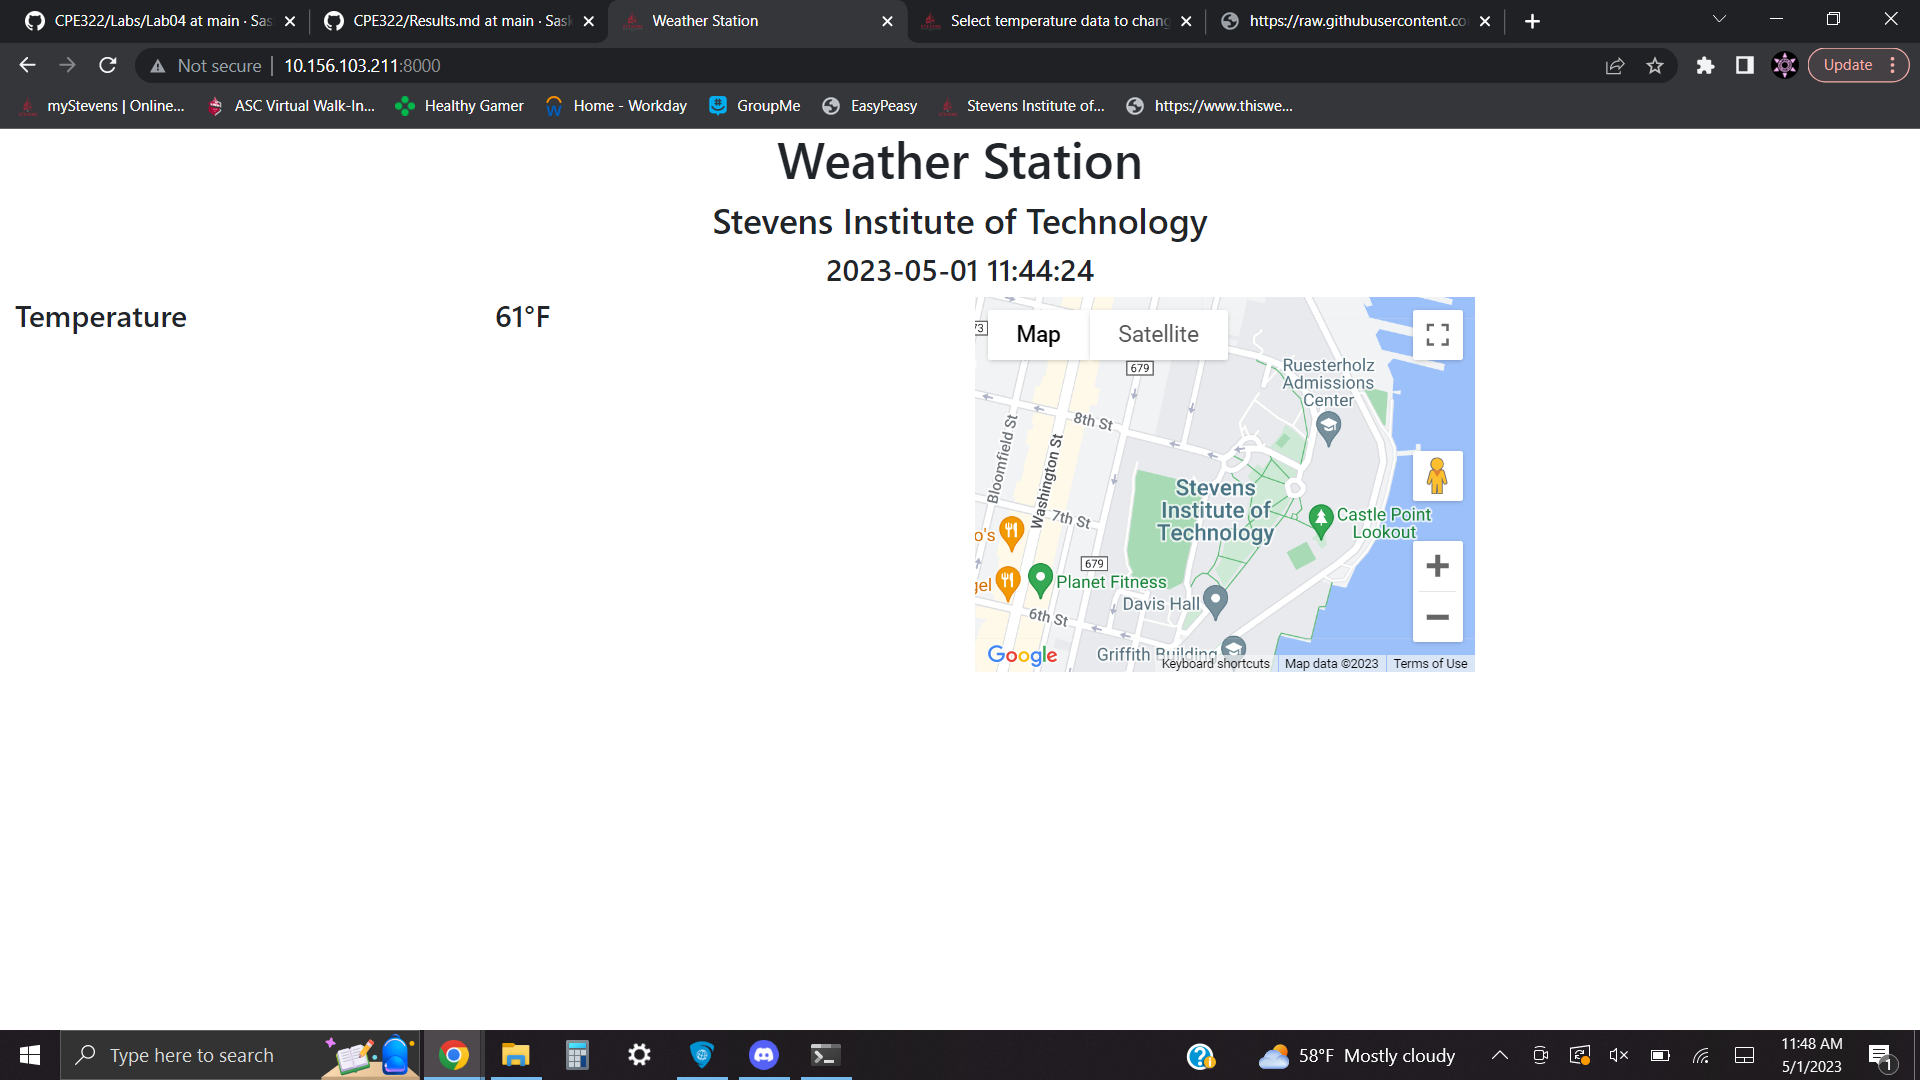 CPE322/Labs/Lab04 at main · Sas
CPE322/Results.md at main · Sask
Weather Station
Select temperature data to chang
https://raw.githubusercontent.co
Not secure
10.156.103.211:8000
Update
myStevens | Online...
ASC Virtual Walk-In...
Healthy Gamer
Home - Workday
GroupMe
EasyPeasy
Stevens Institute of...
https://www.thiswe...
Weather Station
Stevens Institute of Technology
2023-05-01 11:44:24
Temperature
61°F
Map
Satellite
73
679
Ruesterholz
Admissions
Center
8th St
Bloomfield St
Washington St
Stevens
Institute of
Technology
7th St
Castle Point
Lookout
o's
679
gel
Planet Fitness
Davis Hall
6th St
Griffith Building
Google
Keyboard shortcuts
Map data ©2023
Terms of Use
Type here to search
58°F Mostly cloudy
11:48 AM
5/1/2023
1